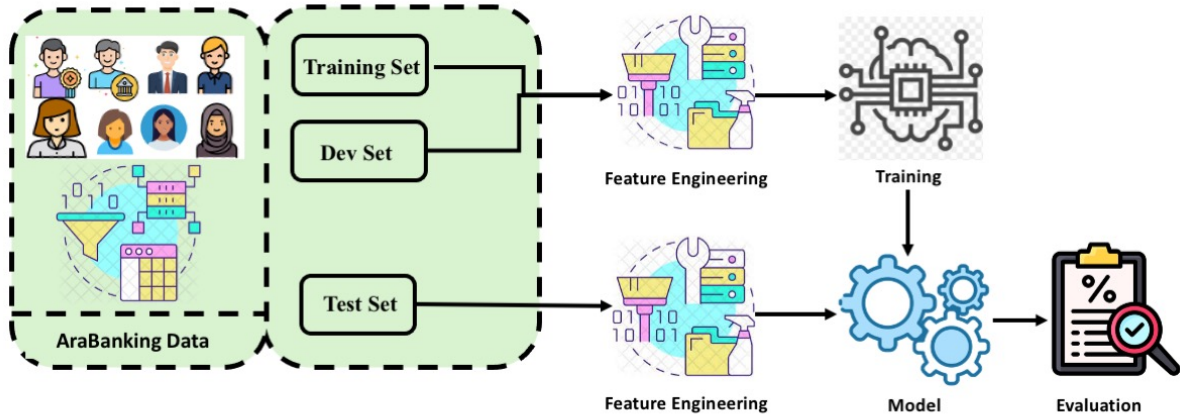 Training Set
Dev Set
Test Set
AraBanking Data
Feature Engineering
Training
Feature Engineering
Model
Evaluation